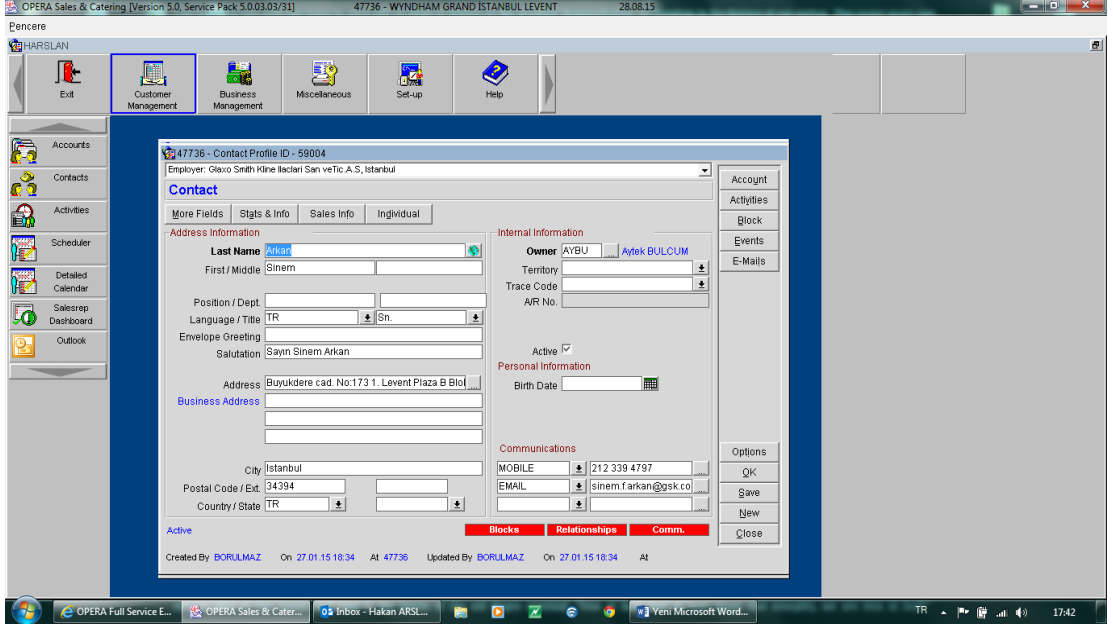 OPERA Sales & Catering [Version 5.0, Service Pack 5.0.03.03/31] 47736 - WYNDHAM GRAND İSTANBUL LEVENT 28.08.15
Pencere
HARSLAN
Exit
Customer Management
Business Management
Miscellaneous
Set-up
Help
Accounts
Contacts
Activities
Scheduler
Detailed Calendar
Salesrep Dashboard
Outlook
47736 - Contact Profile ID - 59004
Employer: Glaxo Smith Kline Ilaclari San veTic.A.S, Istanbul
Contact
More Fields Stats & Info Sales Info Individual
Address Information
Last Name Arkan
First / Middle Sinem
Position / Dept.
Language / Title TR Sn.
Envelope Greeting
Salutation Sayın Sinem Arkan
Address Buyukdere cad. No:173 1. Levent Plaza B Blol ...
Business Address
City Istanbul
Postal Code / Ext. 34394
Country / State TR
Internal Information
Owner AYBU ... Aytek BULCUM
Territory
Trace Code
A/R No.
Active
Personal Information
Birth Date
Communications
MOBILE 212 339 4797 ...
EMAIL sinem.f.arkan@gsk.co ...
...
Account
Activities
Block
Events
E-Mails
Options
OK
Save
New
Close
Active
Blocks Relationships Comm.
Created By BORULMAZ On 27.01.15 18:34 At 47736 Updated By BORULMAZ On 27.01.15 18:34 At
OPERA Full Service E... OPERA Sales & Cater... Inbox - Hakan ARSL... Yeni Microsoft Word... TR 17:42